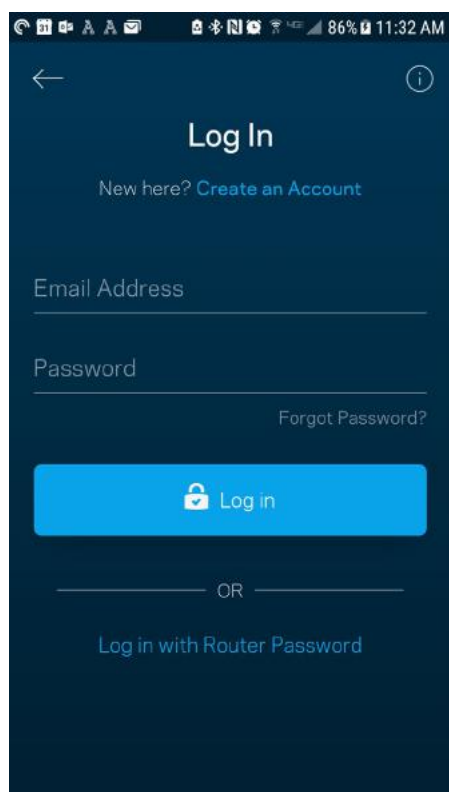 86% 11:32 AM
Log In
New here? Create an Account
Email Address
Password
Forgot Password?
Log in
OR
Log in with Router Password